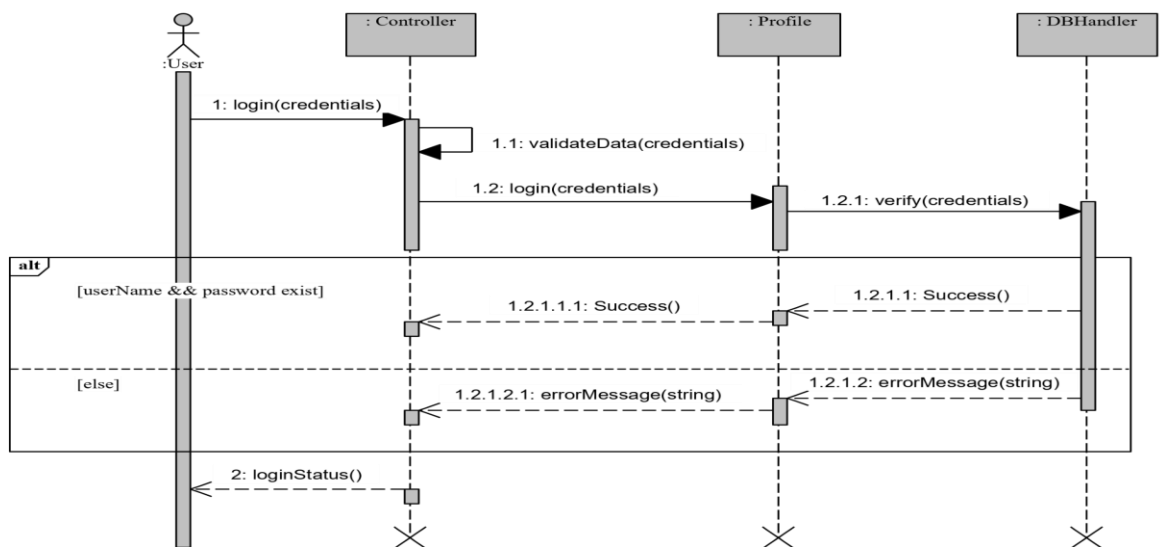 : Controller
: Profile
: DBHandler
:User
1: login(credentials)
1.1: validateData(credentials)
1.2: login(credentials)
1.2.1: verify(credentials)
alt
[userName && password exist]
1.2.1.1: Success()
1.2.1.1.1: Success()
[else]
1.2.1.2: errorMessage(string)
1.2.1.2.1: errorMessage(string)
2: loginStatus()